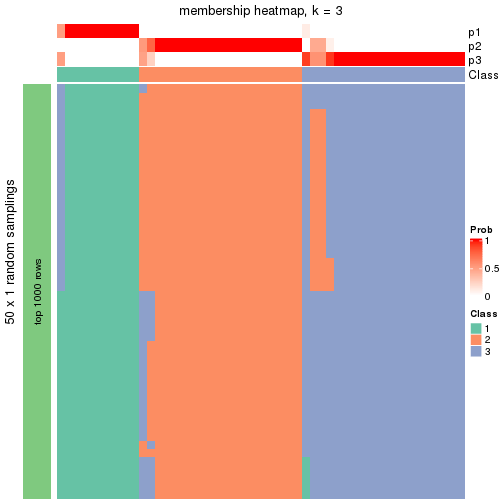 membership heatmap, k = 3
p1
p2
p3
Class
50 x 1 random samplings
top 1000 rows
Prob
1
0.5
0
Class
1
2
3